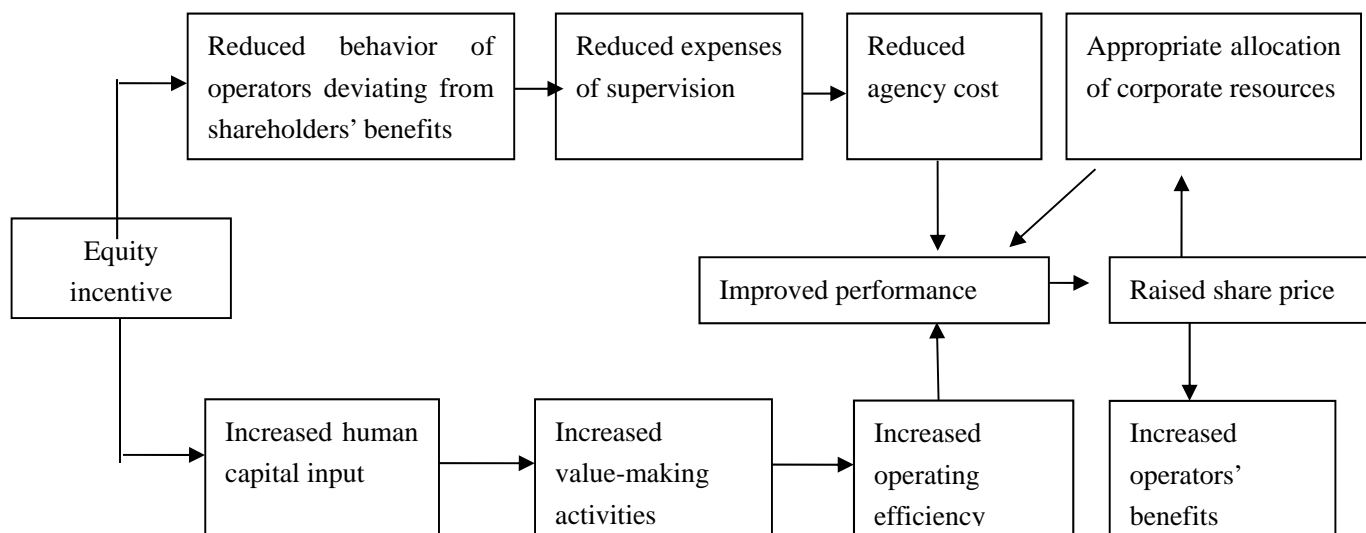 Reduced behavior of
operators deviating from
shareholders’ benefits
Reduced expenses
of supervision
Reduced
agency cost
Appropriate allocation
of corporate resources
Equity
incentive
Improved performance
Raised share price
Increased human
capital input
Increased
value-making
activities
Increased
operating
efficiency
Increased
operators’
benefits